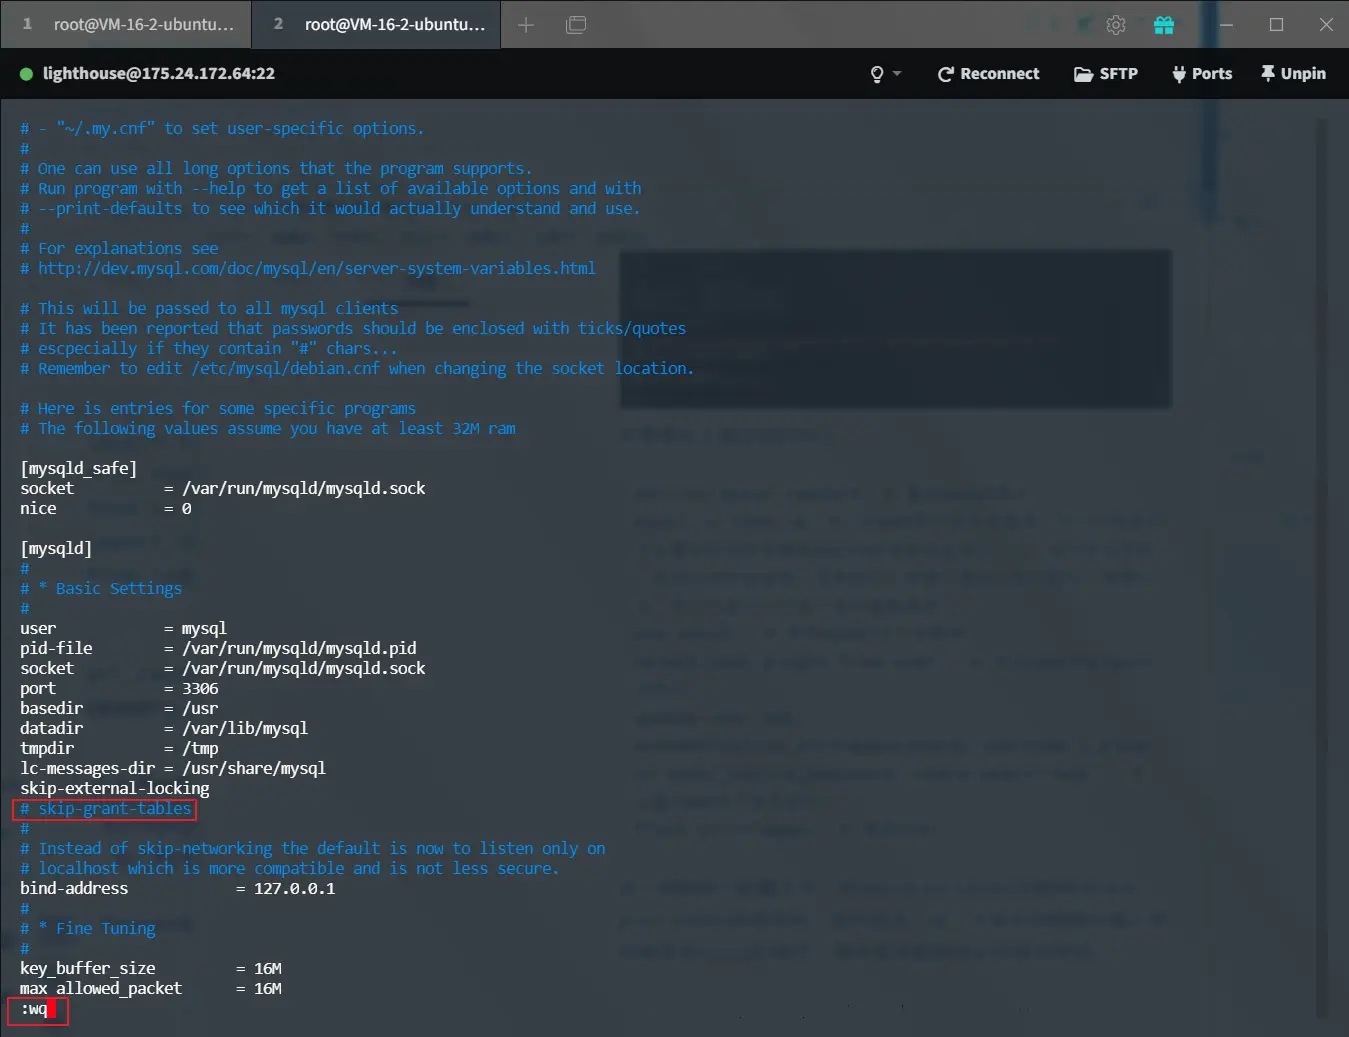 1 root@VM-16-2-ubuntu... 2 root@VM-16-2-ubuntu...
lighthouse@175.24.172.64:22 Reconnect SFTP Ports Unpin
# - "~/.my.cnf" to set user-specific options.
#
# One can use all long options that the program supports.
# Run program with --help to get a list of available options and with
# --print-defaults to see which it would actually understand and use.
#
# For explanations see
# http://dev.mysql.com/doc/mysql/en/server-system-variables.html
# This will be passed to all mysql clients
# It has been reported that passwords should be enclosed with ticks/quotes
# escpecially if they contain "#" chars...
# Remember to edit /etc/mysql/debian.cnf when changing the socket location.
# Here is entries for some specific programs
# The following values assume you have at least 32M ram
[mysqld_safe]
socket = /var/run/mysqld/mysqld.sock
nice = 0
[mysqld]
#
# * Basic Settings
#
user = mysql
pid-file = /var/run/mysqld/mysqld.pid
socket = /var/run/mysqld/mysqld.sock
port = 3306
basedir = /usr
datadir = /var/lib/mysql
tmpdir = /tmp
lc-messages-dir = /usr/share/mysql
skip-external-locking
# skip-grant-tables
#
# Instead of skip-networking the default is now to listen only on
# localhost which is more compatible and is not less secure.
bind-address = 127.0.0.1
#
# * Fine Tuning
#
key_buffer_size = 16M
max_allowed_packet = 16M
:wq